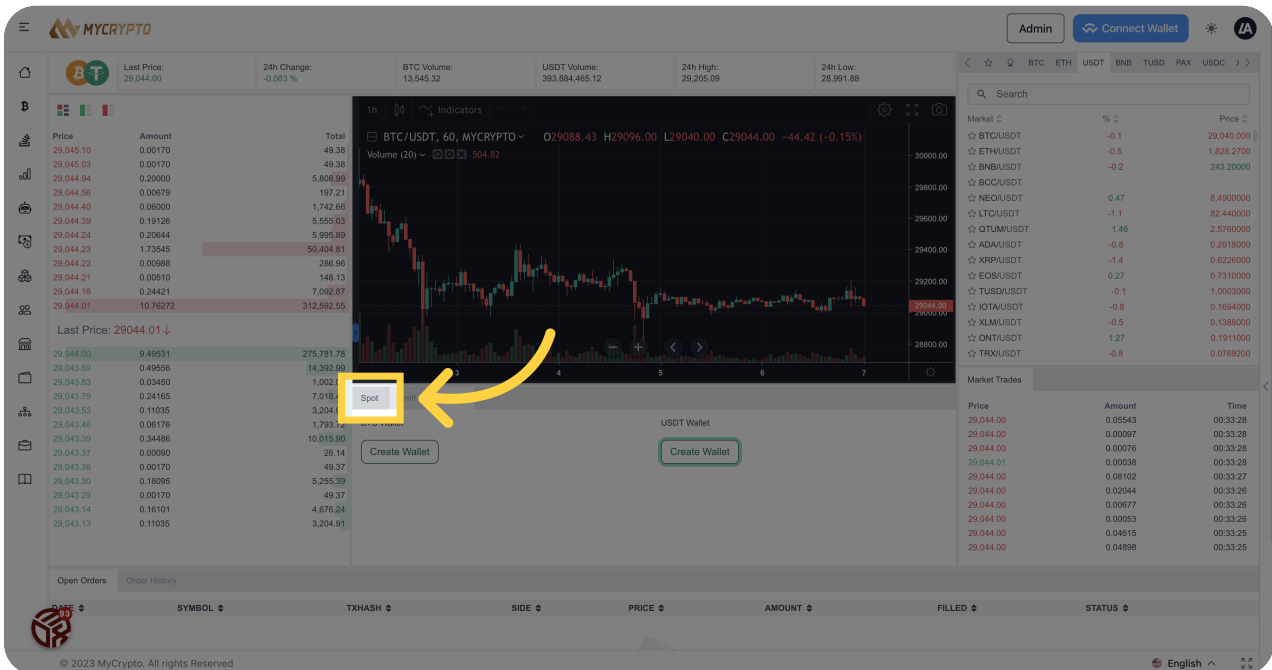 MYCRYPTO
Admin
Connect Wallet
Last Price:
29,044.00
24h Change:
-0.083 %
BTC Volume:
13,545.32
USDT Volume:
393,884,465.12
24h High:
29,205.09
24h Low:
28,991.88
BTC ETH USDT BNB TUSD PAX USDC
Search
Market % Price
BTC/USDT -0.1 29,040.000
ETH/USDT -0.5 1,828.2700
BNB/USDT -0.2 243.20000
BCC/USDT
NEO/USDT 0.47 8.4900000
LTC/USDT -1.1 82.440000
QTUM/USDT 1.46 2.5760000
ADA/USDT -0.8 0.2918000
XRP/USDT -1.4 0.6226000
EOS/USDT 0.27 0.7310000
TUSD/USDT -0.1 1.0003000
IOTA/USDT -0.8 0.1694000
XLM/USDT -0.5 0.1388000
ONT/USDT 1.27 0.1911000
TRX/USDT -0.8 0.0769200
Price Amount Total
29,045.10 0.00170 49.38
29,045.03 0.00170 49.38
29,044.94 0.20000 5,808.99
29,044.56 0.00679 197.21
29,044.40 0.06000 1,742.66
29,044.39 0.19126 5,555.03
29,044.24 0.20644 5,995.89
29,044.23 1.73545 50,404.81
29,044.22 0.00988 286.96
29,044.21 0.00510 148.13
29,044.16 0.24421 7,092.87
29,044.01 10.76272 312,592.55
Last Price: 29044.01↓
29,044.00 9.49531 275,781.78
29,043.89 0.49556 14,392.99
29,043.83 0.03450 1,002.
29,043.79 0.24165 7,018.
29,043.53 0.11035 3,204.
29,043.46 0.06176 1,793.72
29,043.39 0.34486 10,015.90
29,043.37 0.00090 26.14
29,043.36 0.00170 49.37
29,043.30 0.18095 5,255.39
29,043.29 0.00170 49.37
29,043.14 0.16101 4,676.24
29,043.13 0.11035 3,204.91
1h Indicators
BTC/USDT, 60, MYCRYPTO O29088.43 H29096.00 L29040.00 C29044.00 -44.42 (-0.15%)
Volume (20) 504.82
30000.00
29800.00
29600.00
29400.00
29200.00
29044.00
29000.00
28800.00
3 4 5 6 7
Spot
BTC Wallet USDT Wallet
Create Wallet Create Wallet
Market Trades
Price Amount Time
29,044.00 0.05543 00:33:28
29,044.00 0.00097 00:33:28
29,044.00 0.00076 00:33:28
29,044.01 0.00038 00:33:28
29,044.00 0.08102 00:33:27
29,044.00 0.02044 00:33:26
29,044.00 0.00677 00:33:26
29,044.00 0.00053 00:33:26
29,044.00 0.04615 00:33:25
29,044.00 0.04898 00:33:25
Open Orders Order History
DATE SYMBOL TXHASH SIDE PRICE AMOUNT FILLED STATUS
93
© 2023 MyCrypto. All rights Reserved
English